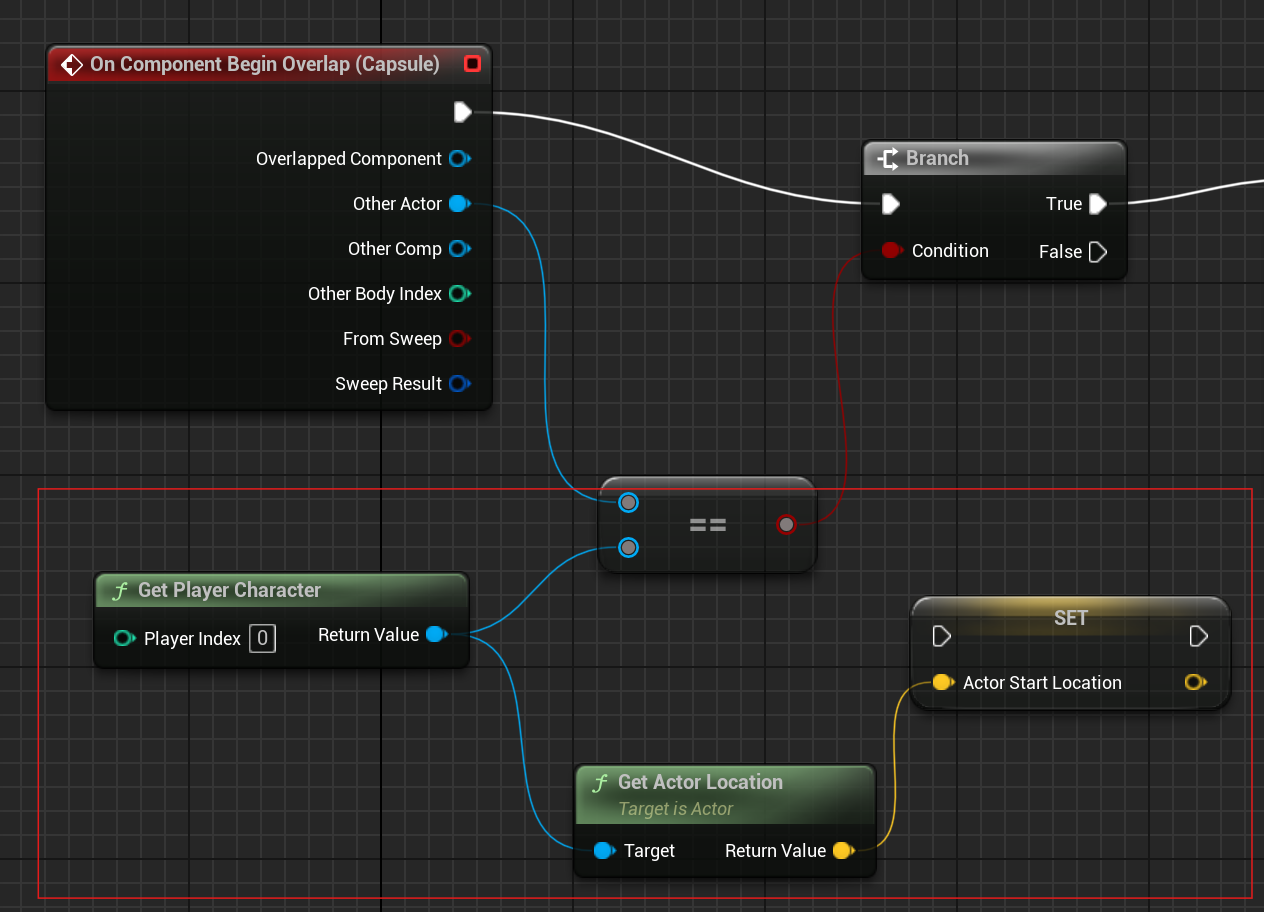 On Component Begin Overlap (Capsule)
Overlapped Component
Other Actor
Other Comp
Other Body Index
From Sweep
Sweep Result
Branch
True
Condition
False
==
f Get Player Character
Player Index 0
Return Value
SET
Actor Start Location
f Get Actor Location
Target is Actor
Target
Return Value